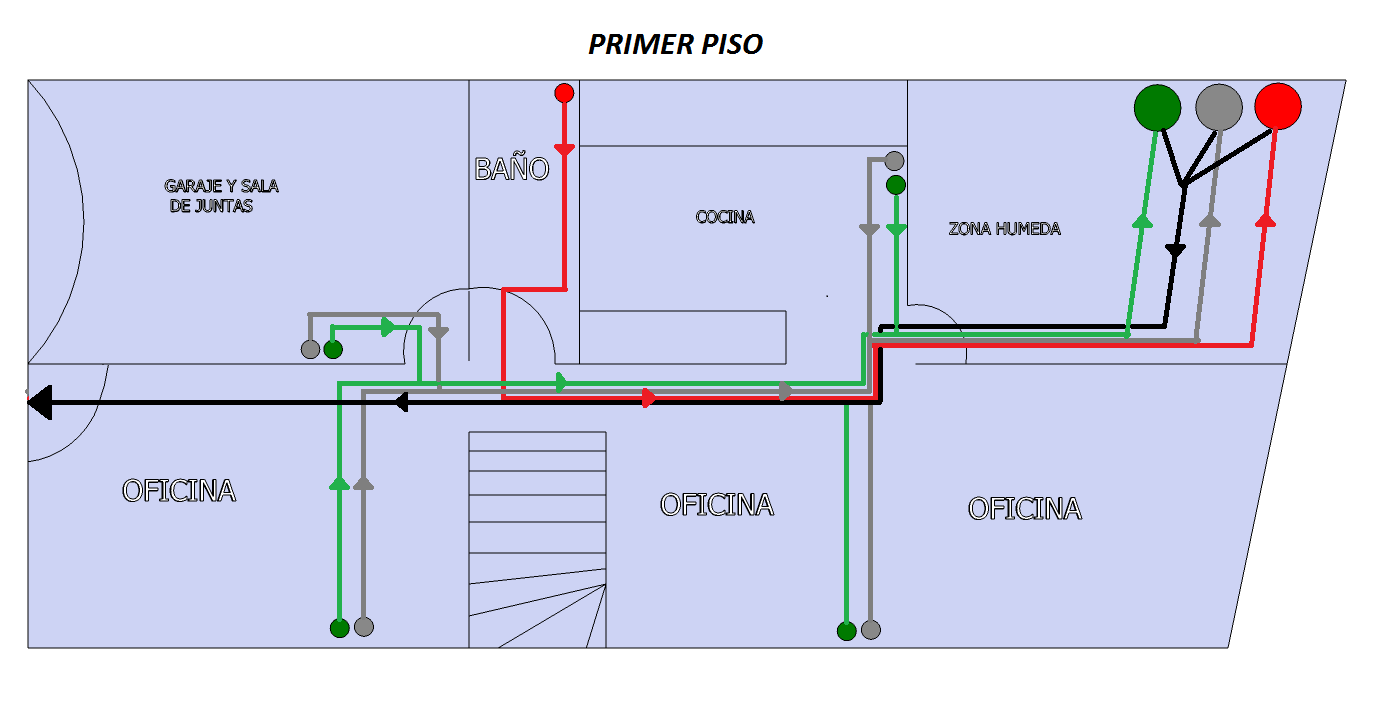 PRIMER PISO
BAÑO
GARAJE Y SALA
DE JUNTAS
COCINA
ZONA HUMEDA
OFICINA
OFICINA
OFICINA